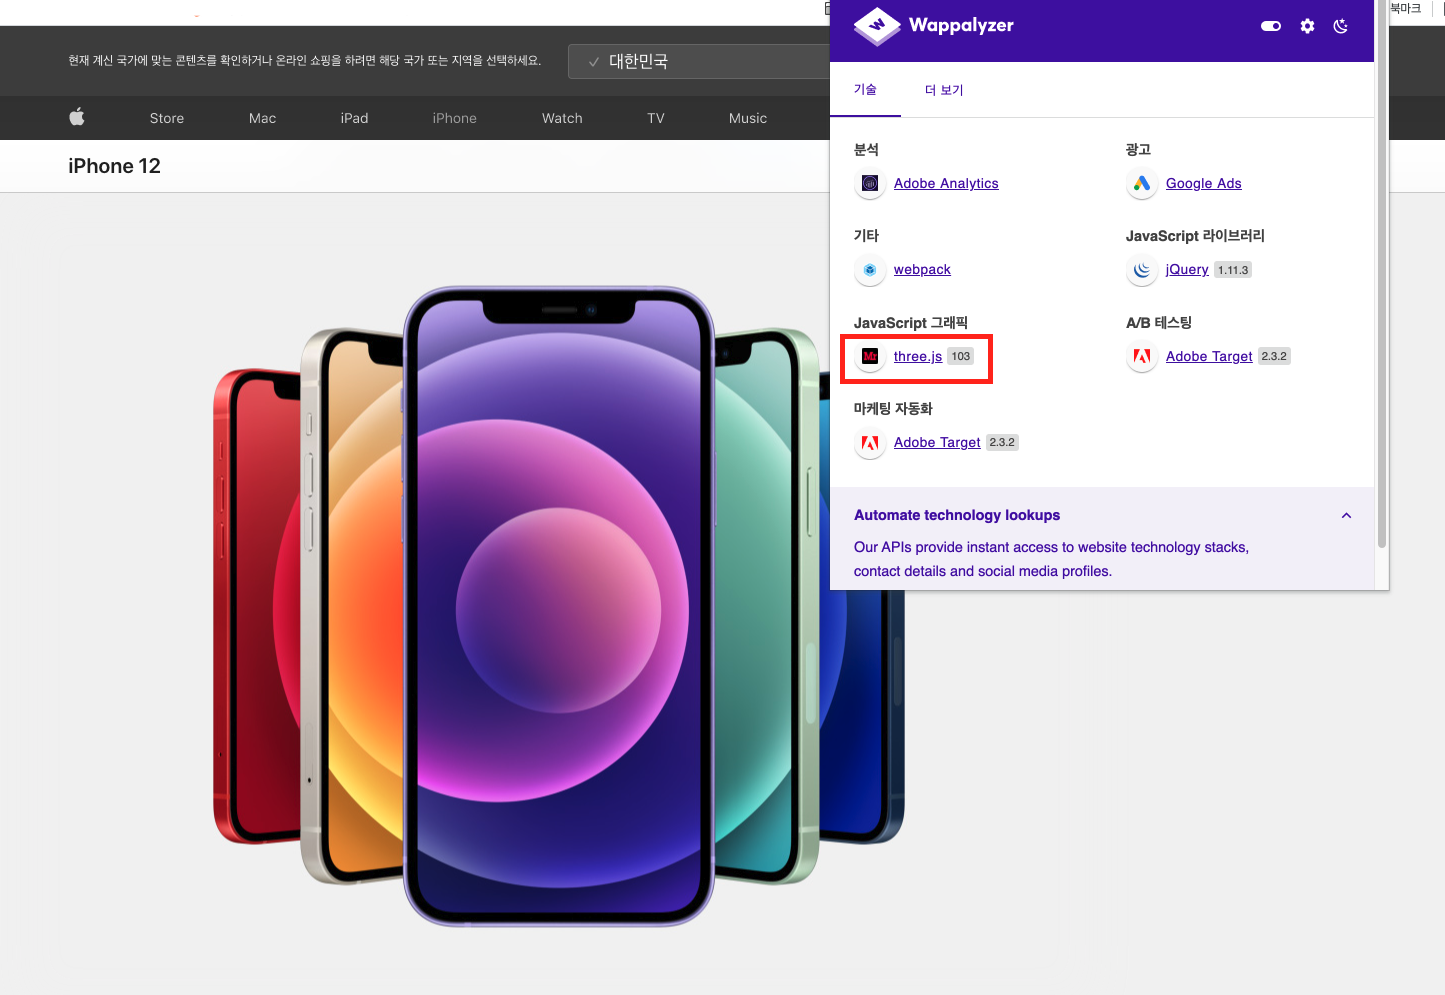 북마크
현재 계신 국가에 맞는 콘텐츠를 확인하거나 온라인 쇼핑을 하려면 해당 국가 또는 지역을 선택하세요.
대한민국
Store Mac iPad iPhone Watch TV Music
iPhone 12
Wappalyzer
기술 더 보기
분석 광고
Adobe Analytics Google Ads
기타 JavaScript 라이브러리
webpack jQuery 1.11.3
JavaScript 그래픽 A/B 테스팅
Mr three.js 103 Adobe Target 2.3.2
마케팅 자동화
Adobe Target 2.3.2
Automate technology lookups
Our APIs provide instant access to website technology stacks,
contact details and social media profiles.